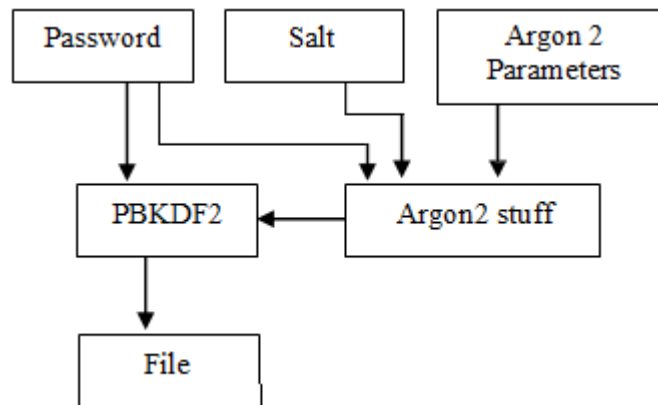 Password
Salt
Argon 2
Parameters
PBKDF2
Argon2 stuff
File